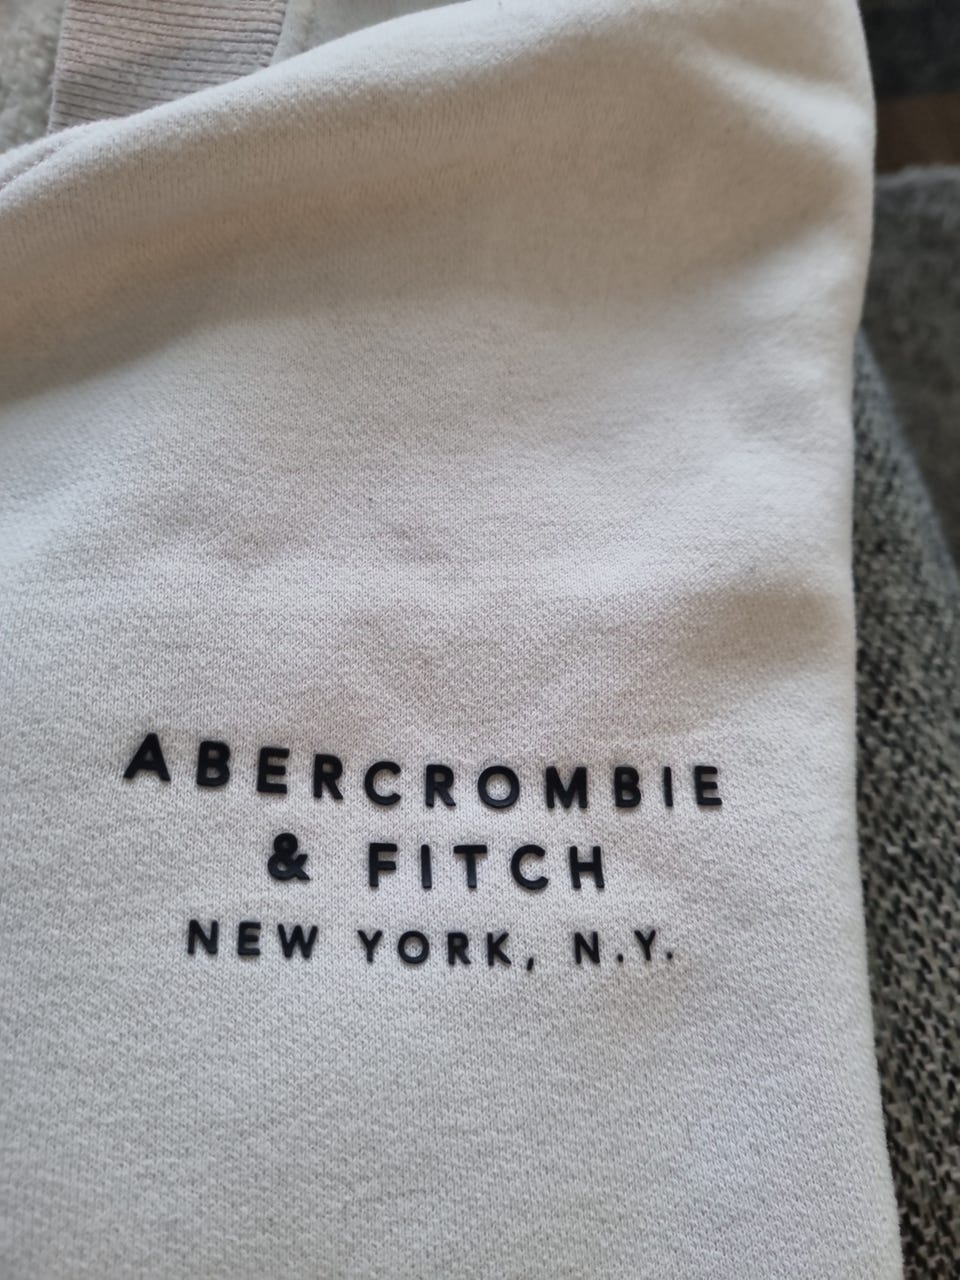 ABERCROMBIE
& FITCH
NEW YORK, N.Y.